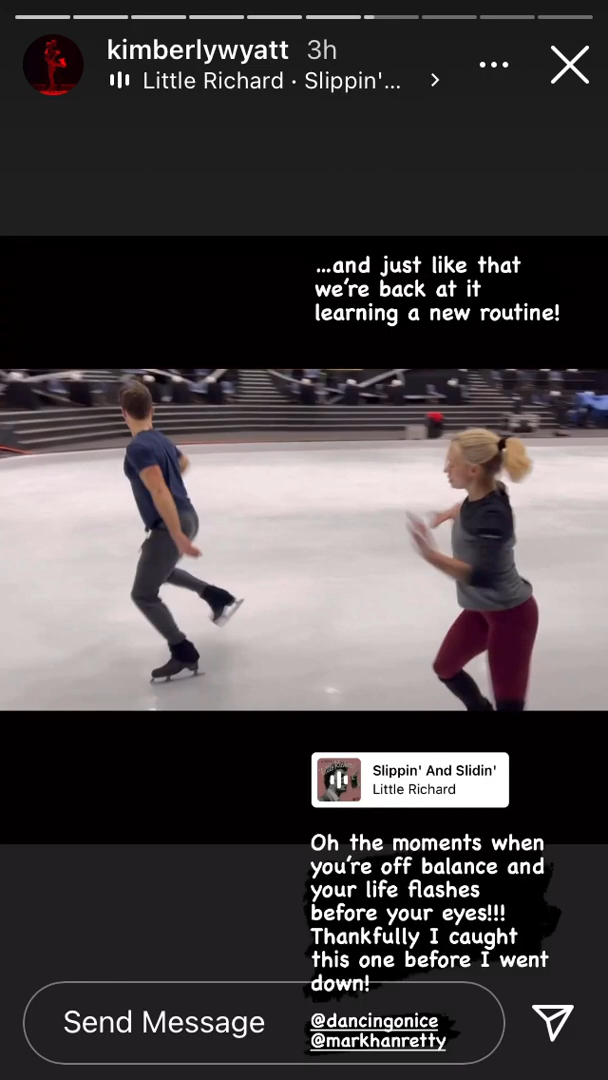 kimberlywyatt 3h
Little Richard · Slippin'...
...and just like that
we're back at it
learning a new routine!
Slippin' And Slidin'
Little Richard
Oh the moments when
you're off balance and
your life flashes
before your eyes!!!
Thankfully I caught
this one before I went
down!
Send Message
@dancingonice
@markhanretty